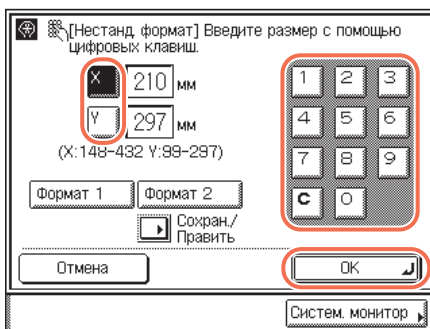 [Нестанд. формат] Введите размер с помощью
цифровых клавиш.
X 210 мм
Y 297 мм
(X:148-432 Y:99-297)
1 2 3
4 5 6
7 8 9
C 0
Формат 1 Формат 2
Сохран./
Править
Отмена OK
Систем. монитор